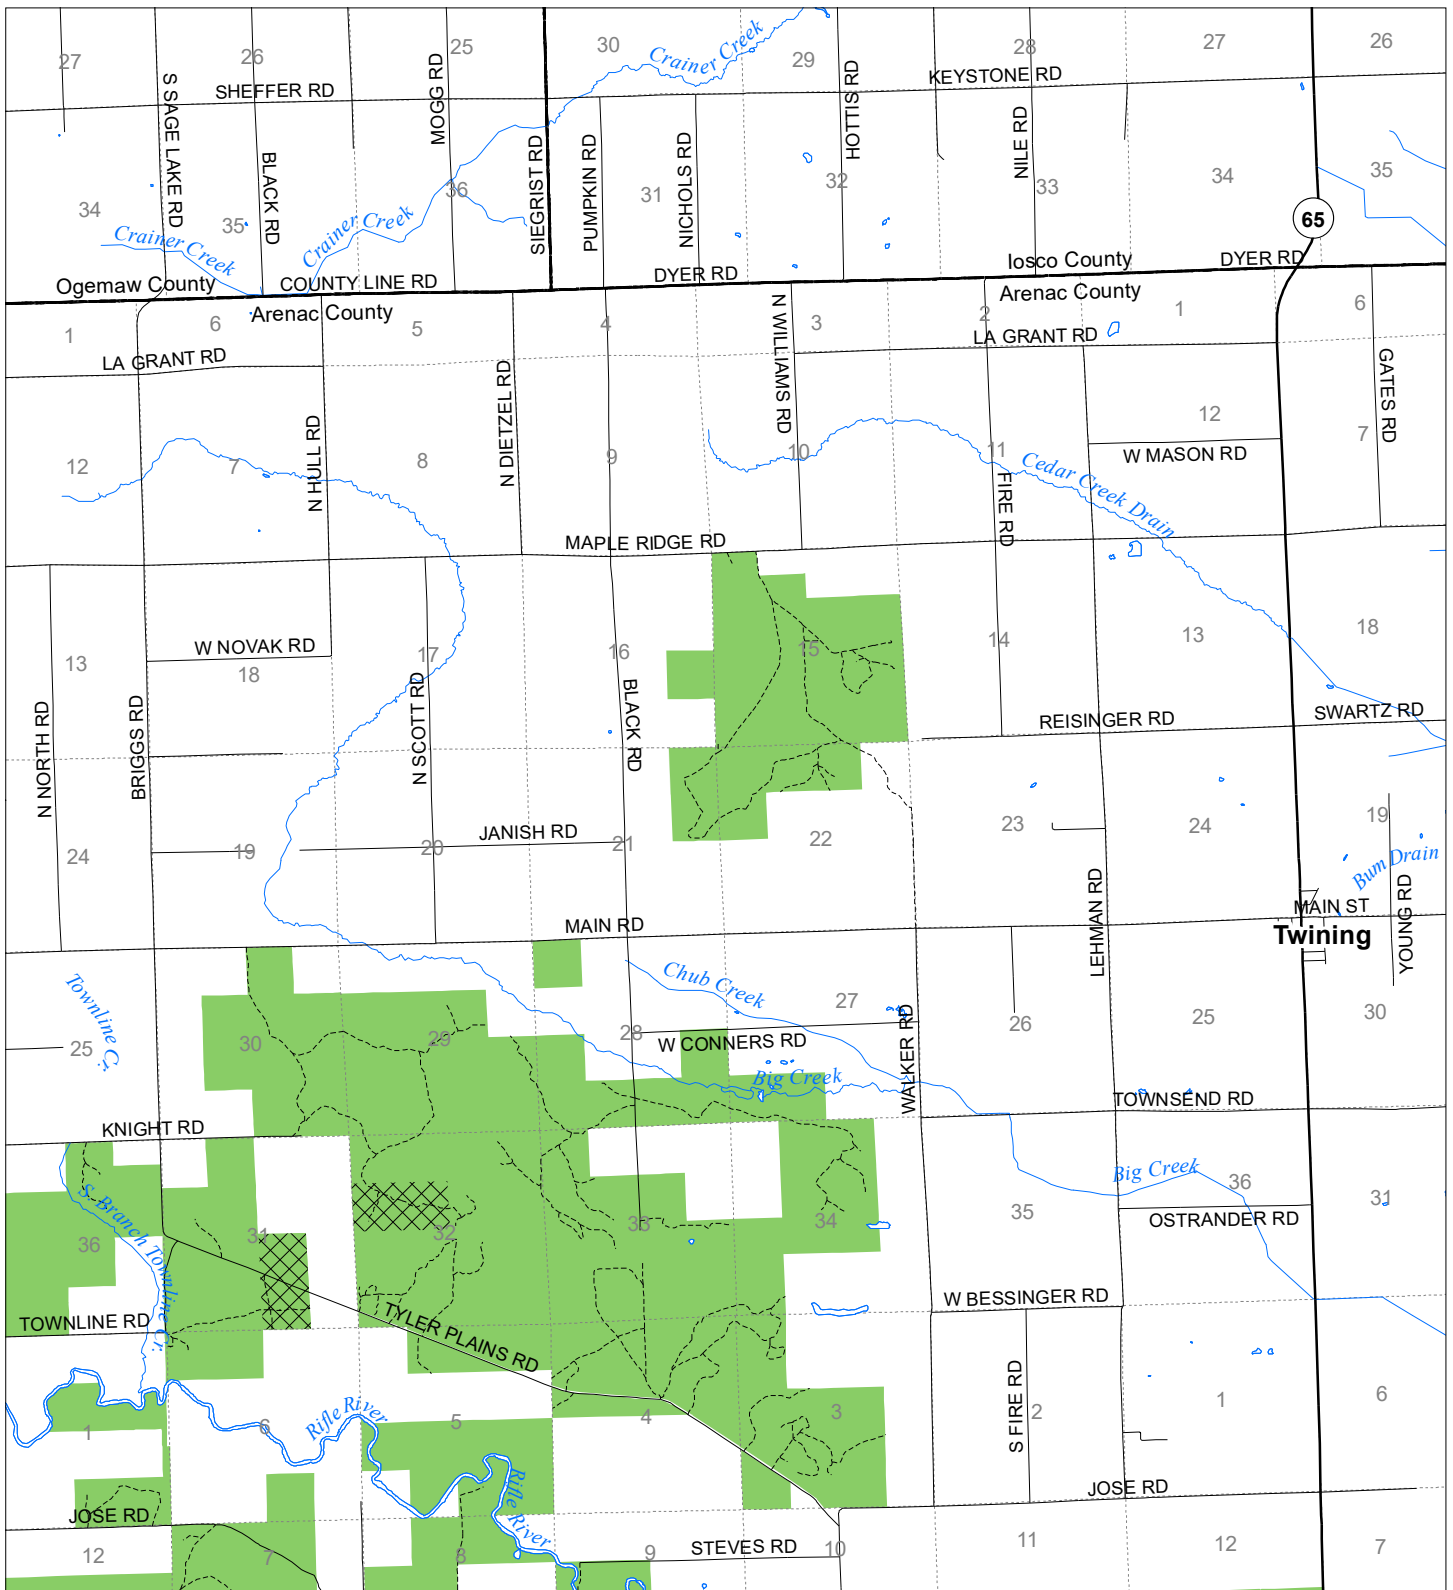 27
26
25
30
29
28
27
26
Crainer Creek
SHEFFER RD
MOGG RD
HOTTIS RD
KEYSTONE RD
S SAGE LAKE RD
BLACK RD
SIEGRIST RD
PUMPKIN RD
NICHOLS RD
NILE RD
34
35
36
31
32
33
34
35
65
Crainer Creek
Crainer Creek
Ogemaw County
COUNTY LINE RD
DYER RD
Iosco County
DYER RD
Arenac County
Arenac County
1
6
5
4
3
2
1
6
LA GRANT RD
N WILLIAMS RD
LA GRANT RD
GATES RD
N HULL RD
N DIETZEL RD
12
7
8
9
10
11
12
7
W MASON RD
Cedar Creek Drain
FIRE RD
MAPLE RIDGE RD
13
W NOVAK RD
18
17
16
15
14
13
18
N NORTH RD
BRIGGS RD
N SCOTT RD
BLACK RD
REISINGER RD
SWARTZ RD
24
19
20
JANISH RD
21
22
23
24
19
Bum Drain
LEHMAN RD
YOUNG RD
MAIN RD
MAIN ST
Twining
Townline Cr.
Chub Creek
25
30
29
28
27
26
25
30
W CONNERS RD
WALKER RD
Big Creek
TOWNSEND RD
KNIGHT RD
S. Branch Townline Cr.
36
31
32
33
34
35
Big Creek
36
31
OSTRANDER RD
TOWNLINE RD
TYLER PLAINS RD
W BESSINGER RD
S FIRE RD
1
6
Rifle River
5
4
3
2
1
6
Rifle River
JOSE RD
JOSE RD
12
7
8
9
STEVES RD
10
11
12
7